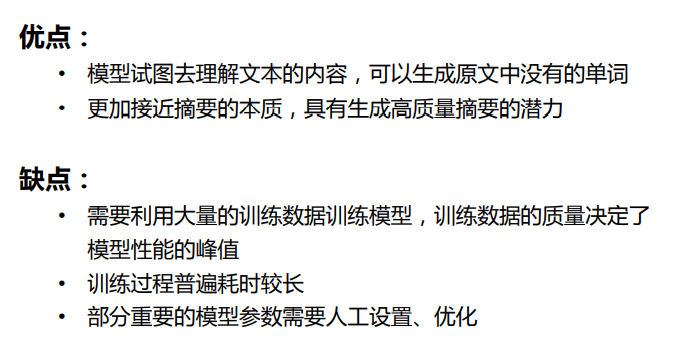 优点：
• 模型试图去理解文本的内容，可以生成原文中没有的单词
• 更加接近摘要的本质，具有生成高质量摘要的潜力
缺点：
• 需要利用大量的训练数据训练模型，训练数据的质量决定了
模型性能的峰值
• 训练过程普遍耗时较长
• 部分重要的模型参数需要人工设置、优化